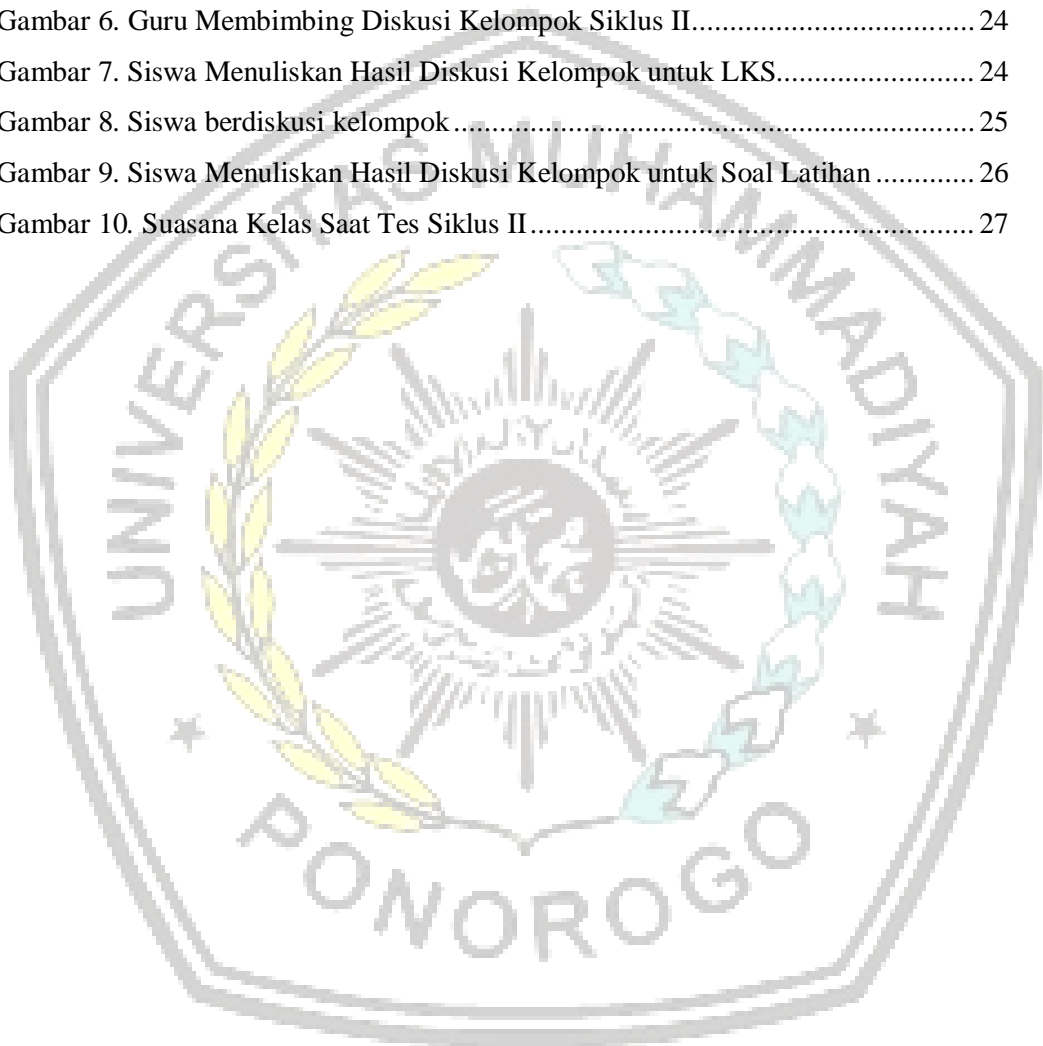 Gambar 6. Guru Membimbing Diskusi Kelompok Siklus II.................................. 24
Gambar 7. Siswa Menuliskan Hasil Diskusi Kelompok untuk LKS....................... 24
Gambar 8. Siswa berdiskusi kelompok............................................................ 25
Gambar 9. Siswa Menuliskan Hasil Diskusi Kelompok untuk Soal Latihan ............. 26
Gambar 10. Suasana Kelas Saat Tes Siklus II................................................... 27
UNIVERSITAS MUHAMMADIYAH
PONOROGO